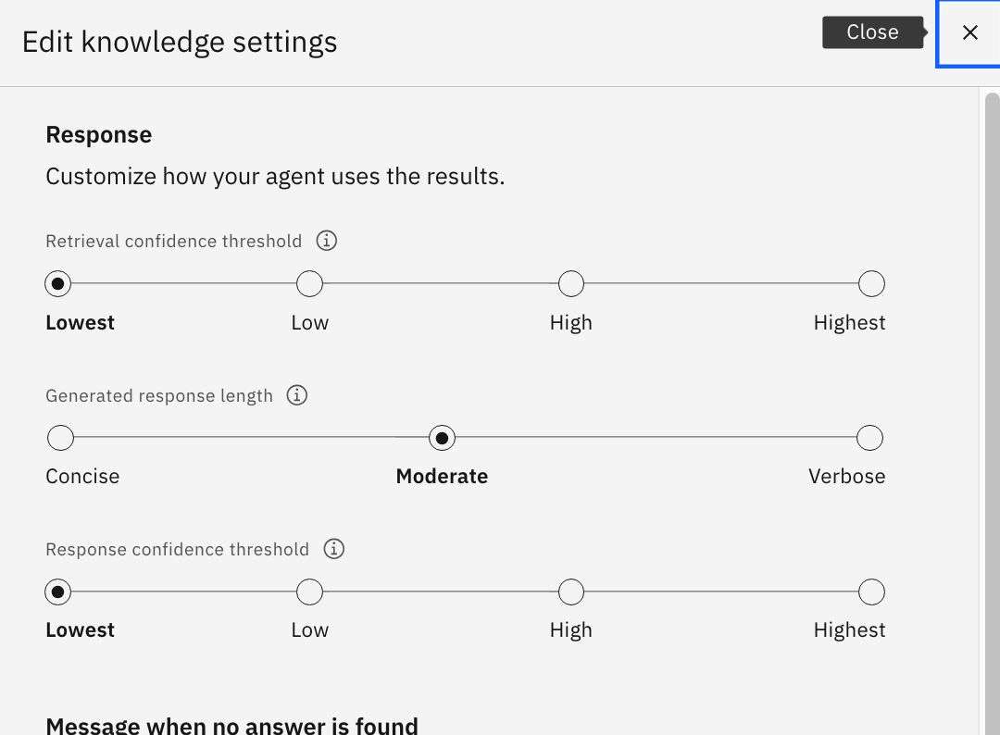 Edit knowledge settings
Close
Response
Customize how your agent uses the results.
Retrieval confidence threshold
Lowest Low High Highest
Generated response length
Concise Moderate Verbose
Response confidence threshold
Lowest Low High Highest
Message when no answer is found